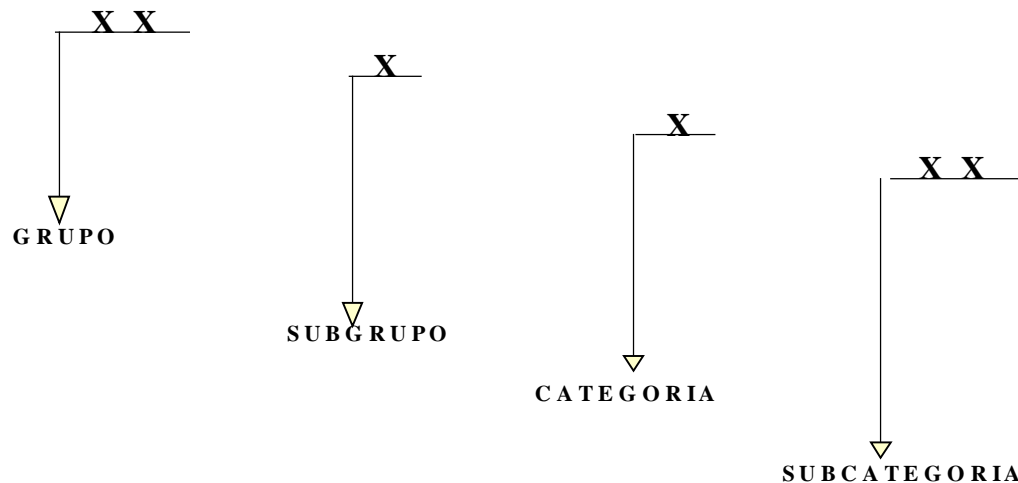 X X
X
X
X X
GRUPO
SUBGRUPO
CATEGORIA
SUBCATEGORIA